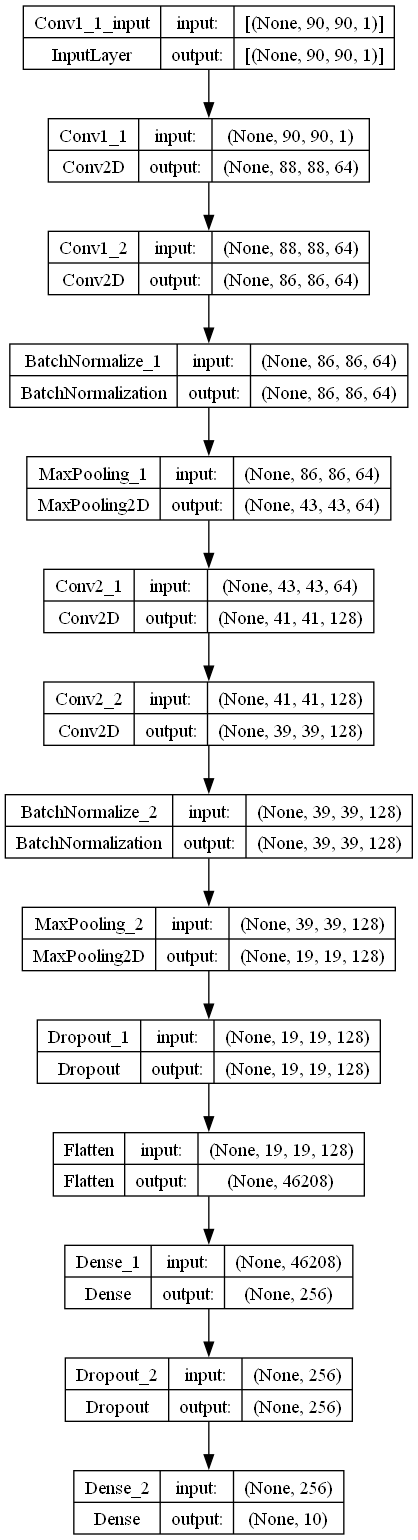 Conv1_1_input input: [(None, 90, 90, 1)]
InputLayer output: [(None, 90, 90, 1)]
Conv1_1 input: (None, 90, 90, 1)
Conv2D output: (None, 88, 88, 64)
Conv1_2 input: (None, 88, 88, 64)
Conv2D output: (None, 86, 86, 64)
BatchNormalize_1 input: (None, 86, 86, 64)
BatchNormalization output: (None, 86, 86, 64)
MaxPooling_1 input: (None, 86, 86, 64)
MaxPooling2D output: (None, 43, 43, 64)
Conv2_1 input: (None, 43, 43, 64)
Conv2D output: (None, 41, 41, 128)
Conv2_2 input: (None, 41, 41, 128)
Conv2D output: (None, 39, 39, 128)
BatchNormalize_2 input: (None, 39, 39, 128)
BatchNormalization output: (None, 39, 39, 128)
MaxPooling_2 input: (None, 39, 39, 128)
MaxPooling2D output: (None, 19, 19, 128)
Dropout_1 input: (None, 19, 19, 128)
Dropout output: (None, 19, 19, 128)
Flatten input: (None, 19, 19, 128)
Flatten output: (None, 46208)
Dense_1 input: (None, 46208)
Dense output: (None, 256)
Dropout_2 input: (None, 256)
Dropout output: (None, 256)
Dense_2 input: (None, 256)
Dense output: (None, 10)